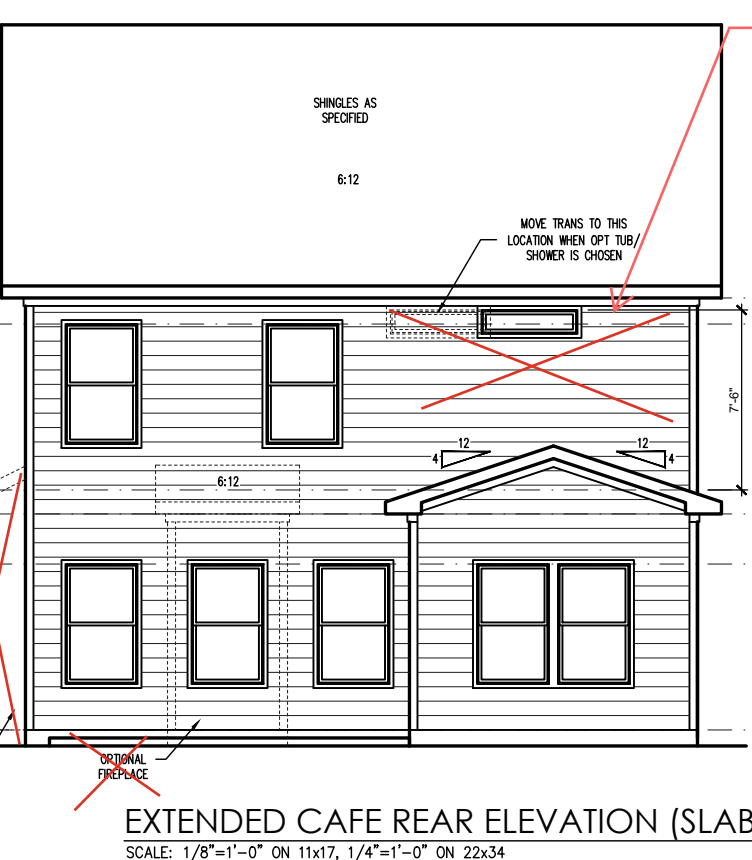 SHINGLES AS
SPECIFIED
6:12
MOVE TRANS TO THIS
LOCATION WHEN OPT TUB/
SHOWER IS CHOSEN
7'-6"
12
4
12
4
6:12
OPTIONAL
FIREPLACE
EXTENDED CAFE REAR ELEVATION (SLAB
SCALE: 1/8"=1'-0" ON 11x17, 1/4"=1'-0" ON 22x34